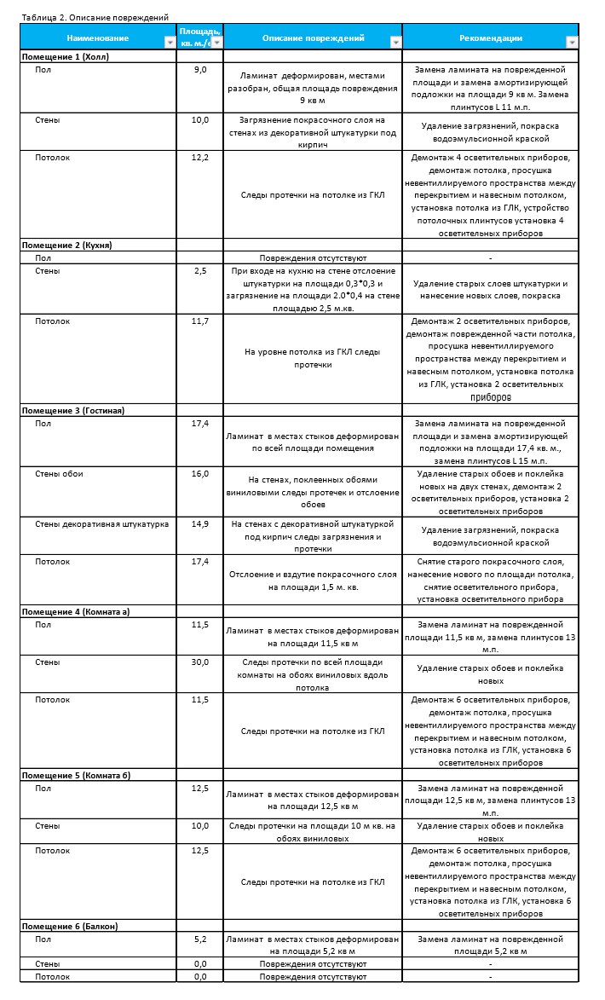 Таблица 2. Описание повреждений
Наименование
Площадь,
кв. м./
Описание повреждений
Рекомендации
Помещение 1 (Холл)
Пол
9,0
Ламинат деформирован, местами
разобран, общая площадь повреждения
9 кв м
Замена ламината на поврежденной
площади и замена амортизирующей
подложки на площади 9 кв м. Замена
плинтусов L 11 м.п.
Стены
10,0
Загрязнение покрасочного слоя на
стенах из декоративной штукатурки под
кирпич
Удаление загрязнений, покраска
водоэмульсионной краской
Потолок
12,2
Следы протечки на потолке из ГКЛ
Демонтаж 4 осветительных приборов,
демонтаж потолка, просушка
невентиллируемого пространства между
перекрытием и навесным потолком,
установка потолка из ГЛК, устройство
потолочных плинтусов установка 4
осветительных приборов
Помещение 2 (Кухня)
Пол
Повреждения отсутствуют
-
Стены
2,5
При входе на кухню на стене отслоение
штукатурки на площади 0,3*0,3 и
загрязнение на площади 2.0*0,4 на стене
площадью 2,5 м.кв.
Удаление старых слоев штукатурки и
нанесение новых слоев, покраска
Потолок
11,7
На уровне потолка из ГКЛ следы
протечки
Демонтаж 2 осветительных приборов,
демонтаж поврежденной части потолка,
просушка невентиллируемого
пространства между перекрытием и
навесным потолком, установка потолка
из ГЛК, установка 2 осветительных
приборов
Помещение 3 (Гостиная)
Пол
17,4
Ламинат в местах стыков деформирован
по всей площади помещения
Замена ламината на поврежденной
площади и замена амортизирующей
подложки на площади 17,4 кв. м.,
замена плинтусов L 15 м.п.
Стены обои
16,0
На стенах, поклеенных обоями
виниловыми следы протечек и отслоение
обоев
Удаление старых обоев и поклейка
новых на двух стенах, демонтаж 2
осветительных приборов, установка 2
осветительных приборов
Стены декоративная штукатурка
14,9
На стенах с декоративной штукатуркой
под кирпич следы загрязнения и
протечки
Удаление загрязнений, покраска
водоэмульсионной краской
Потолок
17,4
Отслоение и вздутие покрасочного слоя
на площади 1,5 м. кв.
Снятие старого покрасочного слоя,
нанесение нового по площади потолка,
снятие осветительного прибора,
установка осветительного прибора
Помещение 4 (Комната а)
Пол
11,5
Ламинат в местах стыков деформирован
на площади 11,5 кв м
Замена ламинат на поврежденной
площади 11,5 кв м, замена плинтусов 13
м.п.
Стены
30,0
Следы протечки по всей площади
комнаты на обоях виниловых вдоль
потолка
Удаление старых обоев и поклейка
новых
Потолок
11,5
Следы протечки на потолке из ГКЛ
Демонтаж 6 осветительных приборов,
демонтаж потолка, просушка
невентиллируемого пространства между
перекрытием и навесным потолком,
установка потолка из ГЛК, установка 6
осветительных приборов
Помещение 5 (Комната б)
Пол
12,5
Ламинат в местах стыков деформирован
на площади 12,5 кв м
Замена ламинат на поврежденной
площади 12,5 кв м, замена плинтусов 13
м.п.
Стены
10,0
Следы протечки на площади 10 м кв. на
обоях виниловых
Удаление старых обоев и поклейка
новых
Потолок
12,5
Следы протечки на потолке из ГКЛ
Демонтаж 6 осветительных приборов,
демонтаж потолка, просушка
невентиллируемого пространства между
перекрытием и навесным потолком,
установка потолка из ГЛК, установка 6
осветительных приборов
Помещение 6 (Балкон)
Пол
5,2
Ламинат в местах стыков деформирован
на площади 5,2 кв м
Замена ламинат на поврежденной
площади 5,2 кв м
Стены
0,0
Повреждения отсутствуют
-
Потолок
0,0
Повреждения отсутствуют
-